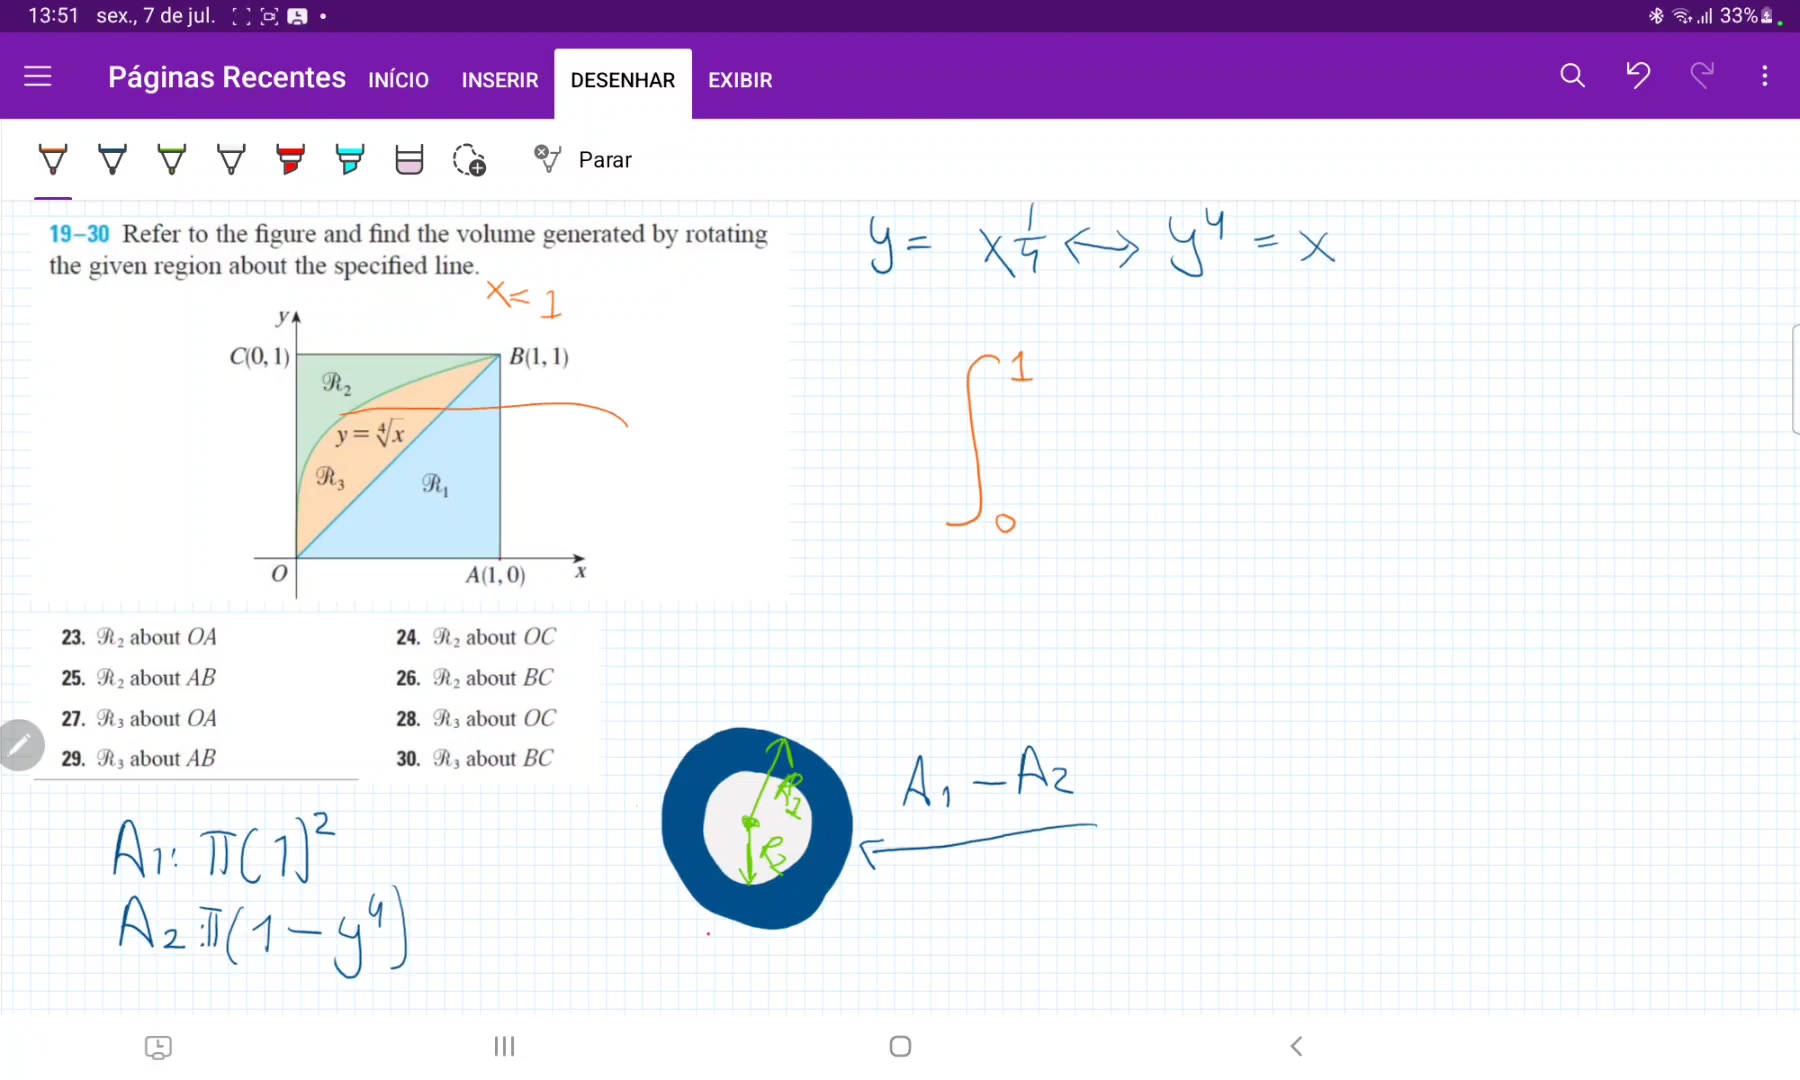 13:51 sex., 7 de jul. 33%
Páginas Recentes INÍCIO INSERIR DESENHAR EXIBIR
Parar
19–30 Refer to the figure and find the volume generated by rotating
the given region about the specified line.
x = 1
y
C(0, 1) B(1, 1)
ℛ₂
y = ∜x
ℛ₃ ℛ₁
O A(1, 0) x
23. ℛ₂ about OA 24. ℛ₂ about OC
25. ℛ₂ about AB 26. ℛ₂ about BC
27. ℛ₃ about OA 28. ℛ₃ about OC
29. ℛ₃ about AB 30. ℛ₃ about BC
y = x^{1/4} ↔ y⁴ = x
∫₀¹
A₁ – A₂
A₁: π(1)²
A₂: π(1 – y⁴)